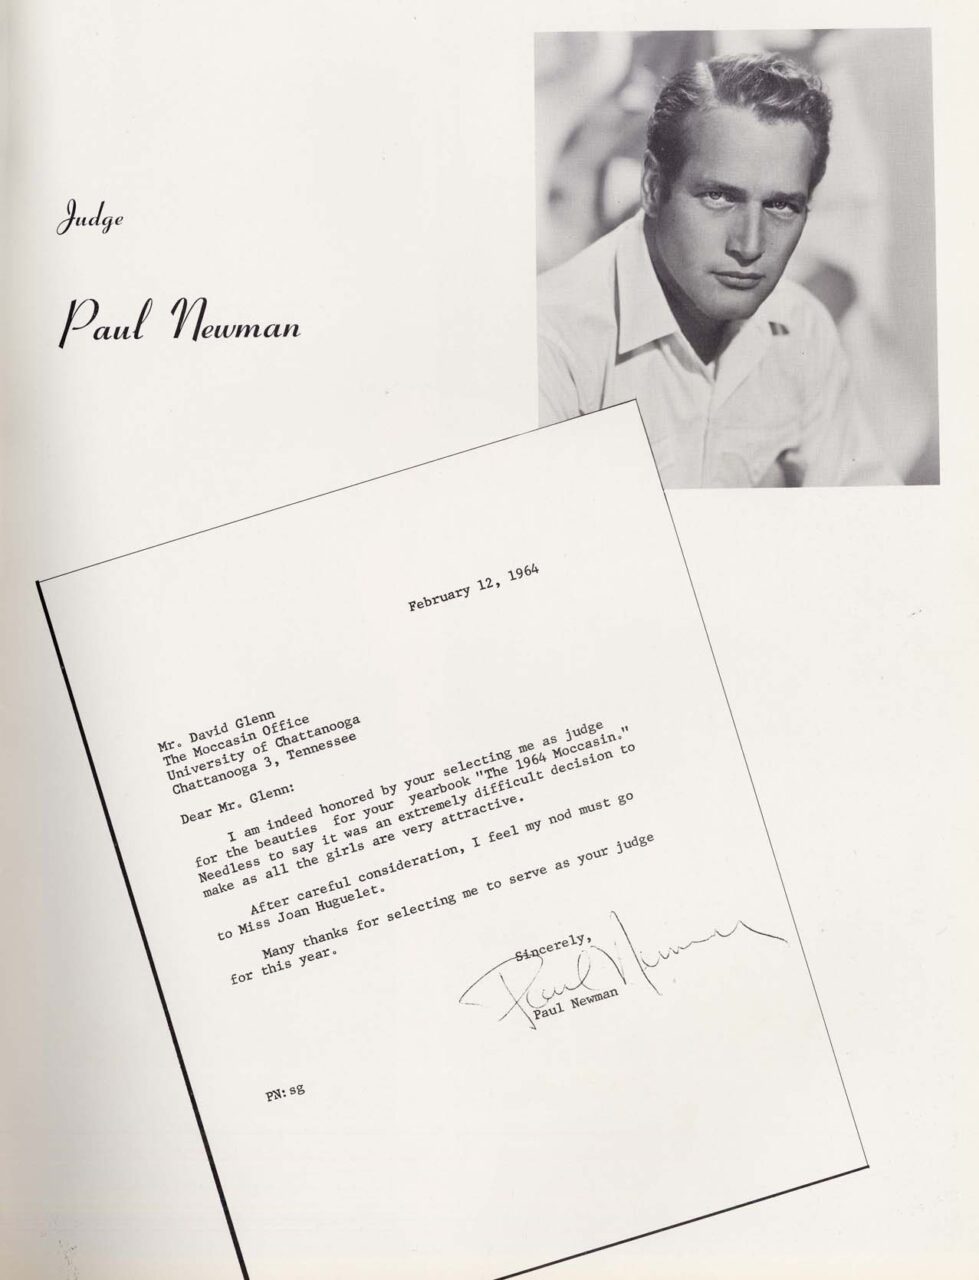 Judge
Paul Newman
February 12, 1964
Mr. David Glenn
The Moccasin Office
University of Chattanooga
Chattanooga 3, Tennessee
Dear Mr. Glenn:
I am indeed honored by your selecting me as judge
for the beauties for your yearbook "The 1964 Moccasin."
Needless to say it was an extremely difficult decision to
make as all the girls are very attractive.
After careful consideration, I feel my nod must go
to Miss Joan Huguelet.
Many thanks for selecting me to serve as your judge
for this year.
Sincerely,
Paul Newman
Paul Newman
PN:sg